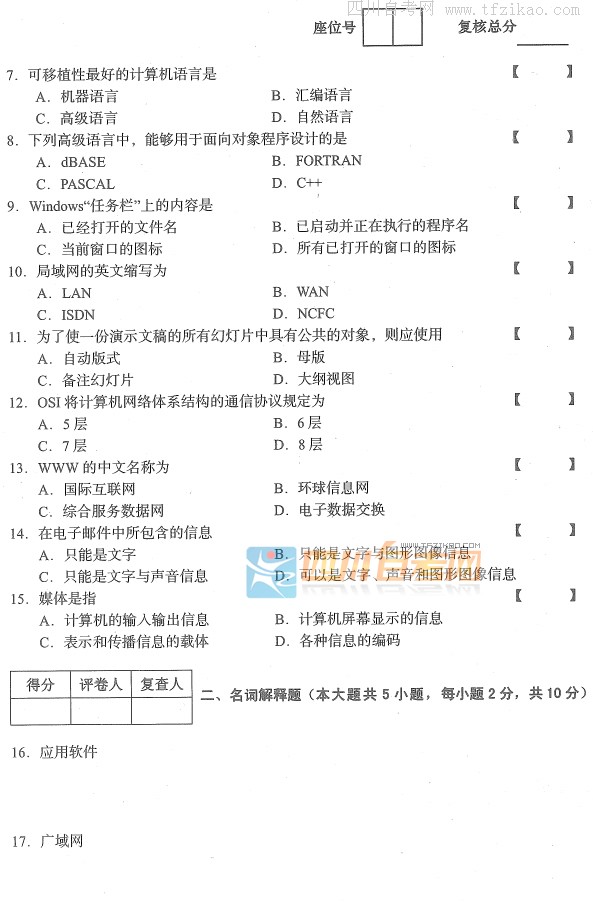 四川自考网 www.tfzikao.com
座位号 复核总分
7．可移植性最好的计算机语言是 【 】
A．机器语言 B．汇编语言
C．高级语言 D．自然语言
8．下列高级语言中，能够用于面向对象程序设计的是 【 】
A．dBASE B．FORTRAN
C．PASCAL D．C++
9．Windows“任务栏”上的内容是 【 】
A．已经打开的文件名 B．已启动并正在执行的程序名
C．当前窗口的图标 D．所有已打开的窗口的图标
10．局域网的英文缩写为 【 】
A．LAN B．WAN
C．ISDN D．NCFC
11．为了使一份演示文稿的所有幻灯片中具有公共的对象，则应使用 【 】
A．自动版式 B．母版
C．备注幻灯片 D．大纲视图
12．OSI 将计算机网络体系结构的通信协议规定为 【 】
A．5 层 B．6 层
C．7 层 D．8 层
13．WWW 的中文名称为 【 】
A．国际互联网 B．环球信息网
C．综合服务数据网 D．电子数据交换
14．在电子邮件中所包含的信息 【 】
WWW.TFZIKAO.COM
四川自考网
A．只能是文字 B．只能是文字与图形图像信息
C．只能是文字与声音信息 D．可以是文字、声音和图形图像信息
15．媒体是指 【 】
A．计算机的输入输出信息 B．计算机屏幕显示的信息
C．表示和传播信息的载体 D．各种信息的编码
得分 评卷人 复查人
二、名词解释题（本大题共 5 小题，每小题 2 分，共 10 分）
16．应用软件
17．广域网